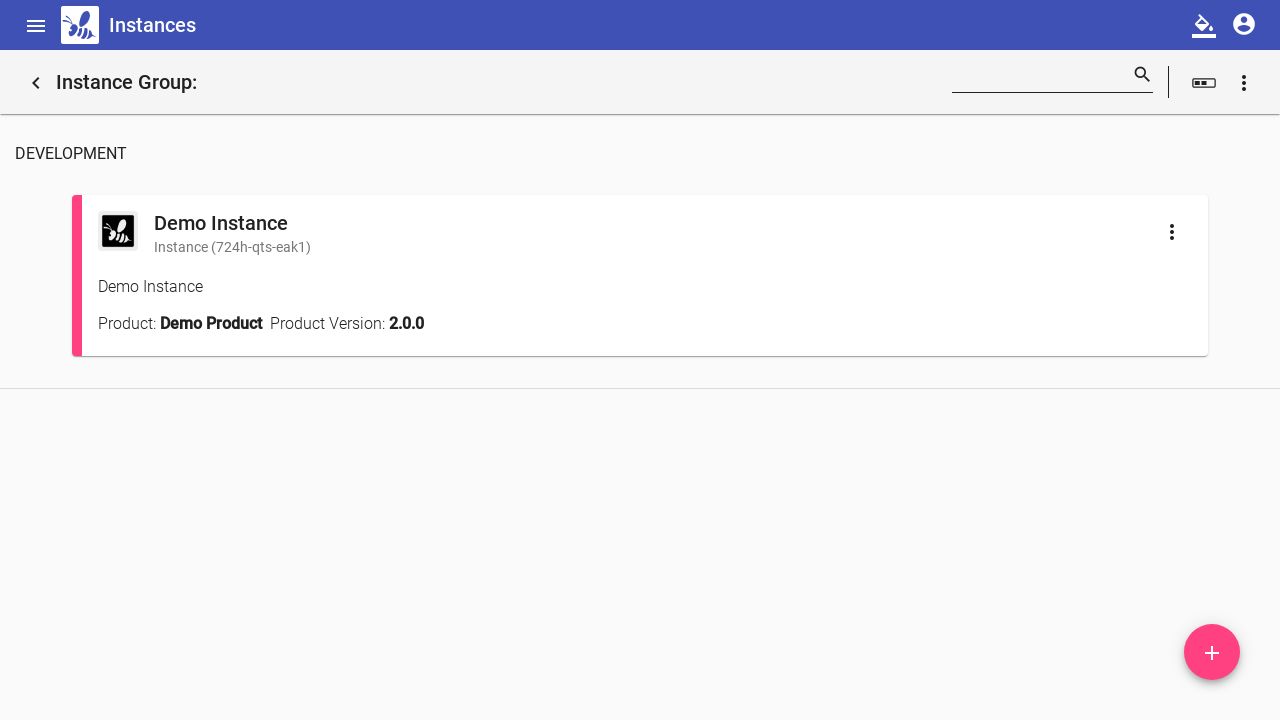 Instances
Instance Group:
DEVELOPMENT
Demo Instance
Instance (724h-qts-eak1)
Demo Instance
Product: Demo Product Product Version: 2.0.0